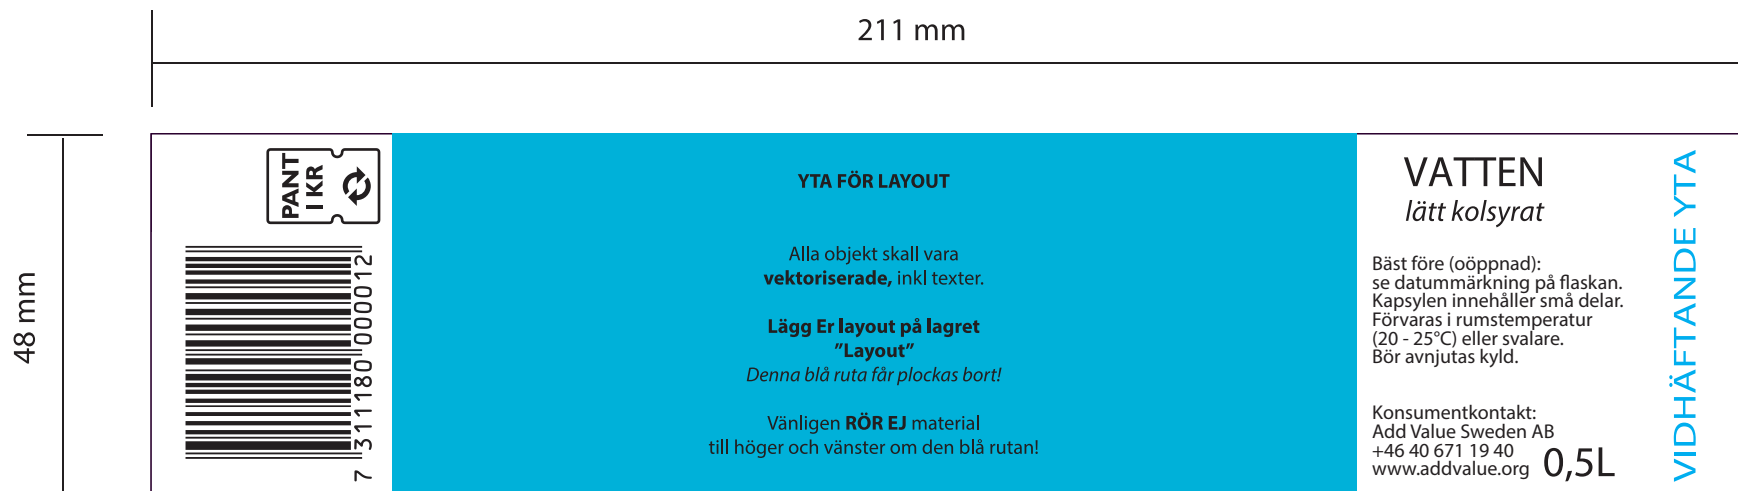 211 mm
48 mm
PANT
1 KR
7 311180 000012
YTA FÖR LAYOUT
Alla objekt skall vara
vektoriserade, inkl texter.
Lägg Er layout på lagret
”Layout”
Denna blå ruta får plockas bort!
Vänligen RÖR EJ material
till höger och vänster om den blå rutan!
VATTEN
lätt kolsyrat
Bäst före (oöppnad):
se datummärkning på flaskan.
Kapsylen innehåller små delar.
Förvaras i rumstemperatur
(20 - 25°C) eller svalare.
Bör avnjutas kyld.
Konsumentkontakt:
Add Value Sweden AB
+46 40 671 19 40
www.addvalue.org
0,5L
VIDHÄFTANDE YTA